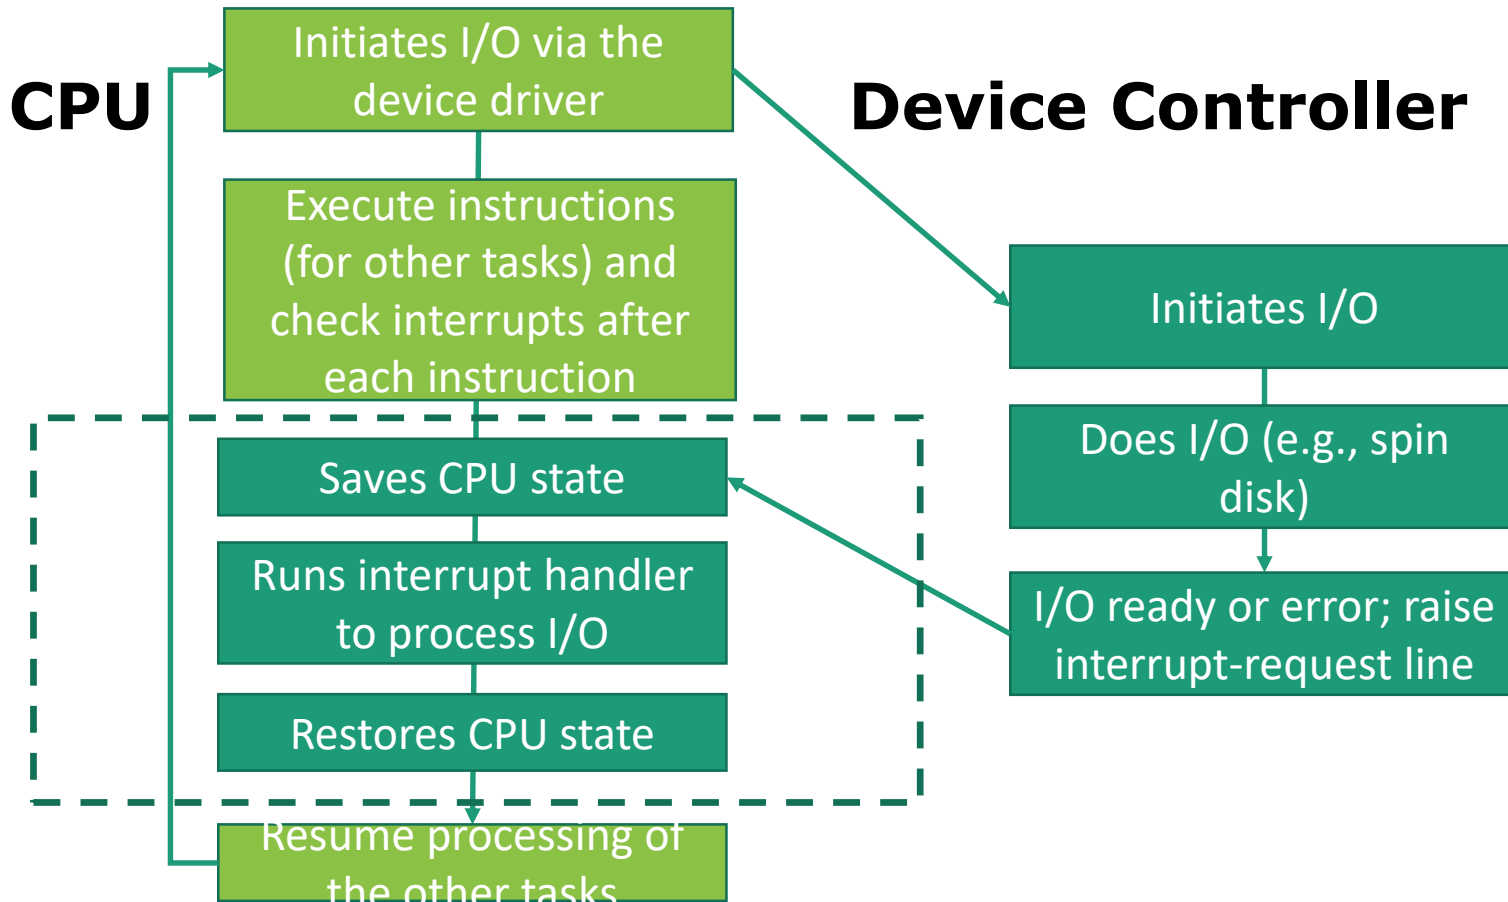 CPU
Initiates I/O via the
device driver
Device Controller
Execute instructions
(for other tasks) and
check interrupts after
each instruction
Initiates I/O
Does I/O (e.g., spin
disk)
Saves CPU state
Runs interrupt handler
to process I/O
I/O ready or error; raise
interrupt-request line
Restores CPU state
Resume processing of
the other tasks